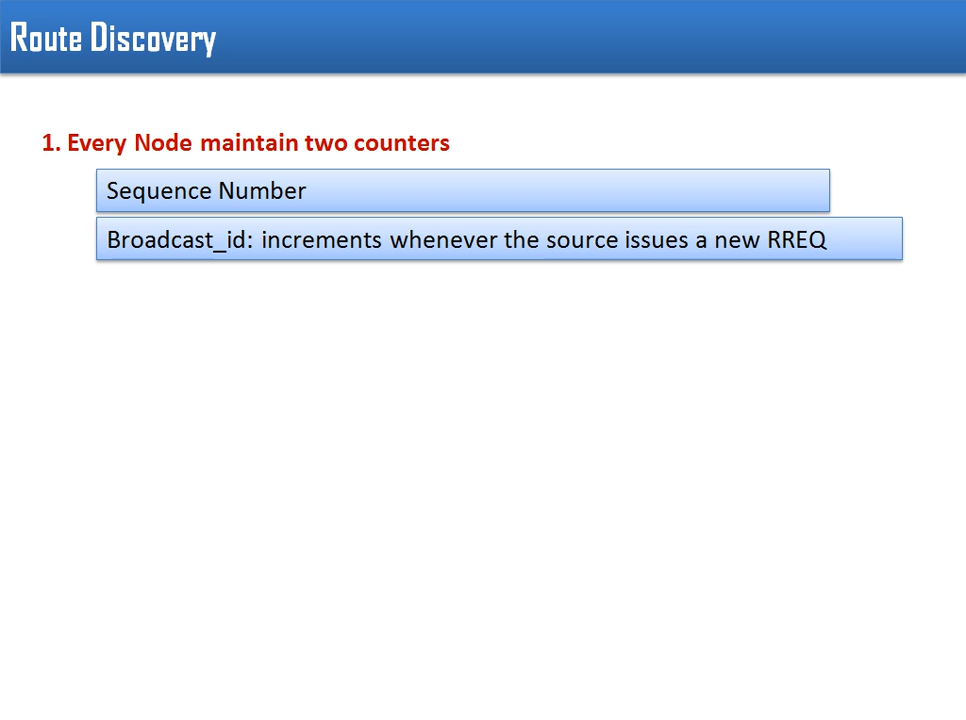 Route Discovery
1. Every Node maintain two counters
Sequence Number
Broadcast_id: increments whenever the source issues a new RREQ